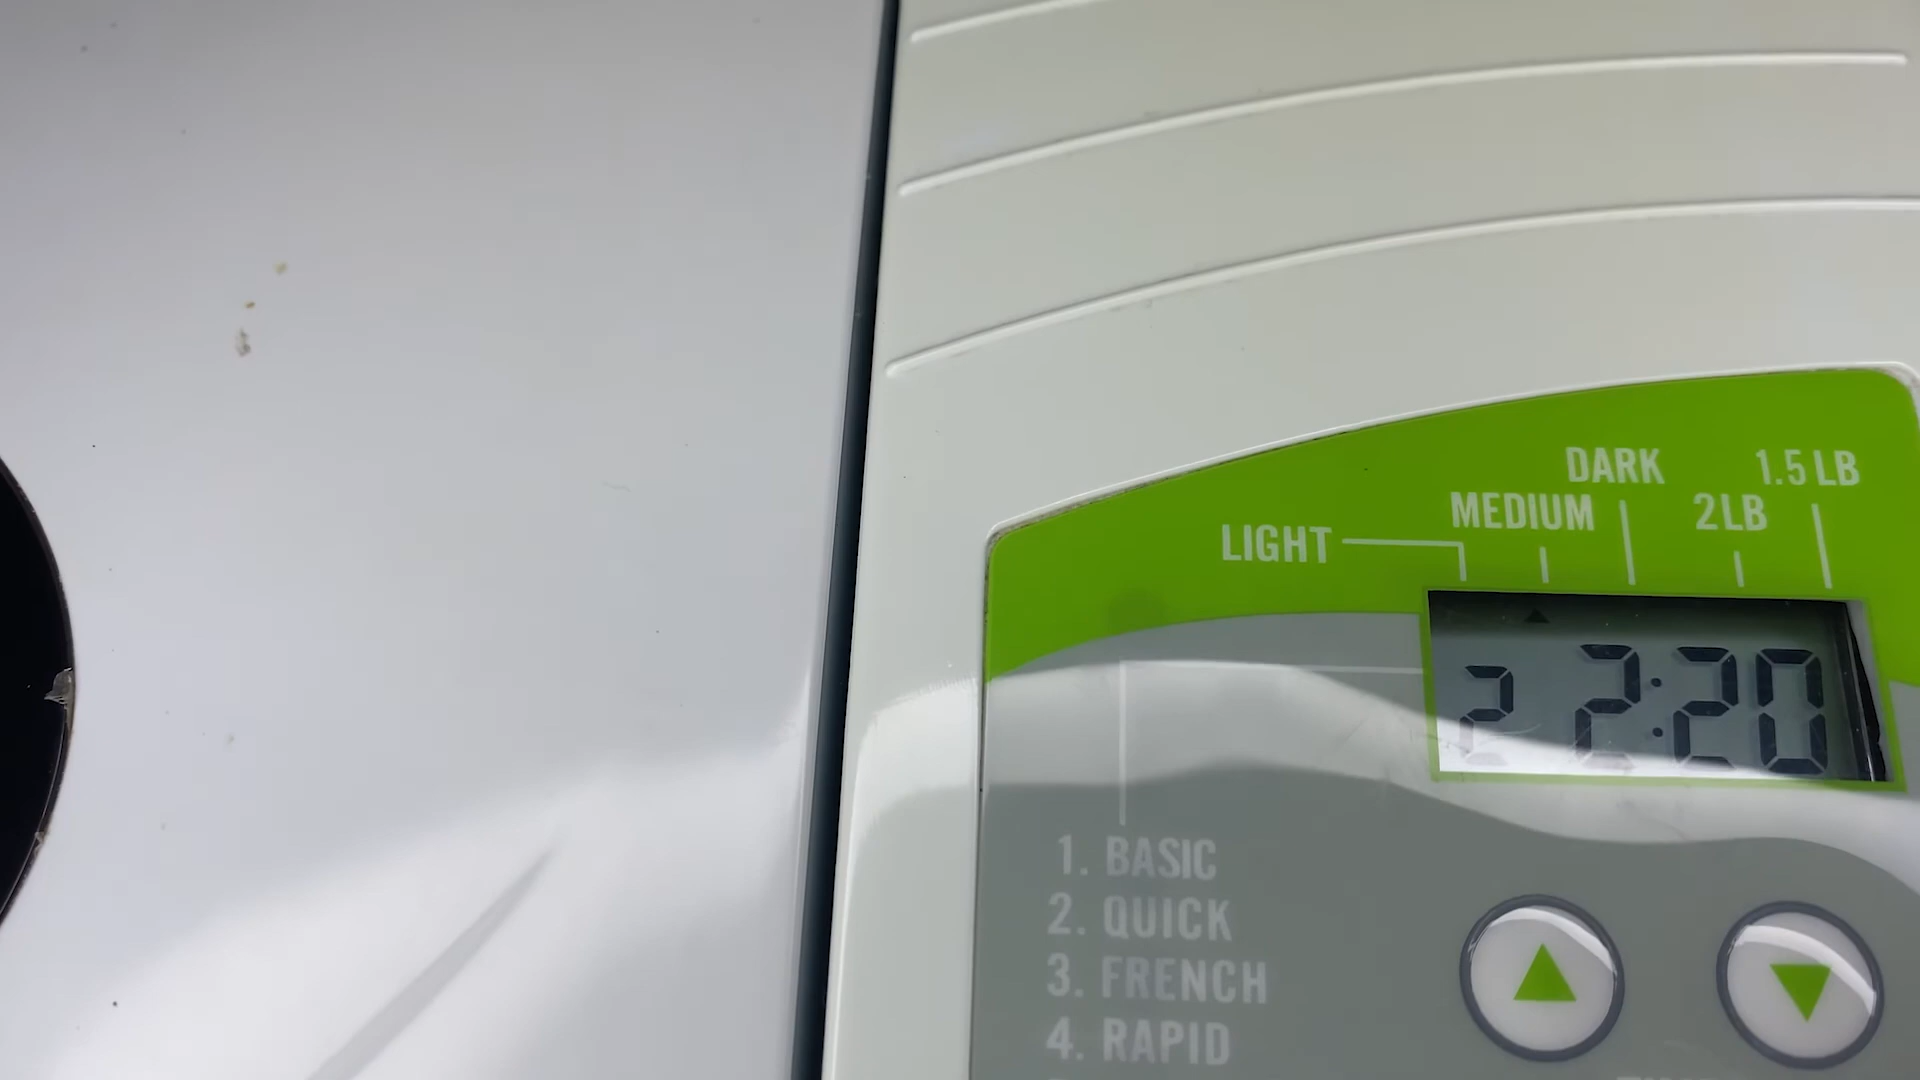 DARK 1.5 LB
MEDIUM 2LB
LIGHT
2 2:20
1. BASIC
2. QUICK
3. FRENCH
4. RAPID